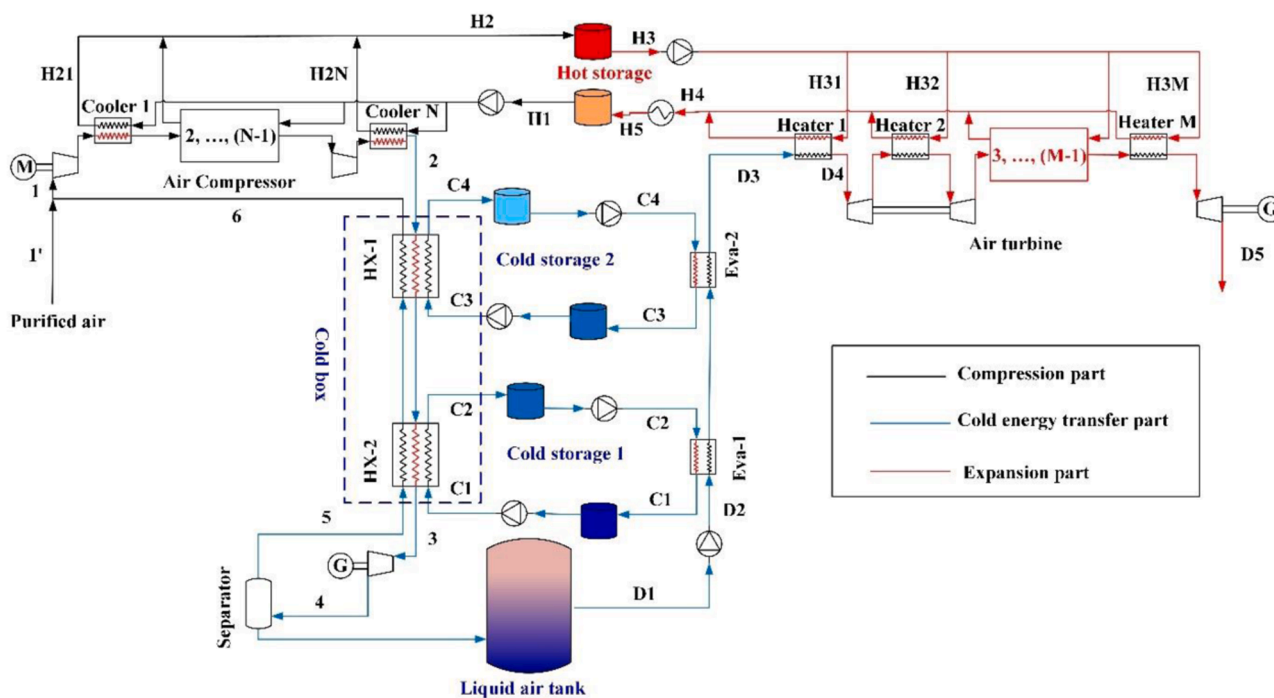 H2
H3
Hot storage
H21
H2N
H31
H32
H3M
Cooler 1
Cooler N
2, ..., (N-1)
M
1
Air Compressor
2
H1
H5
H4
Heater 1
Heater 2
Heater M
3, ..., (M-1)
D3
D4
Air turbine
G
D5
6
1'
Purified air
C4
C4
Cold storage 2
HX-1
Eva-2
C3
C3
Cold box
C2
C2
Cold storage 1
HX-2
Eva-1
C1
C1
D2
5
3
G
4
Separator
D1
Liquid air tank
Compression part
Cold energy transfer part
Expansion part